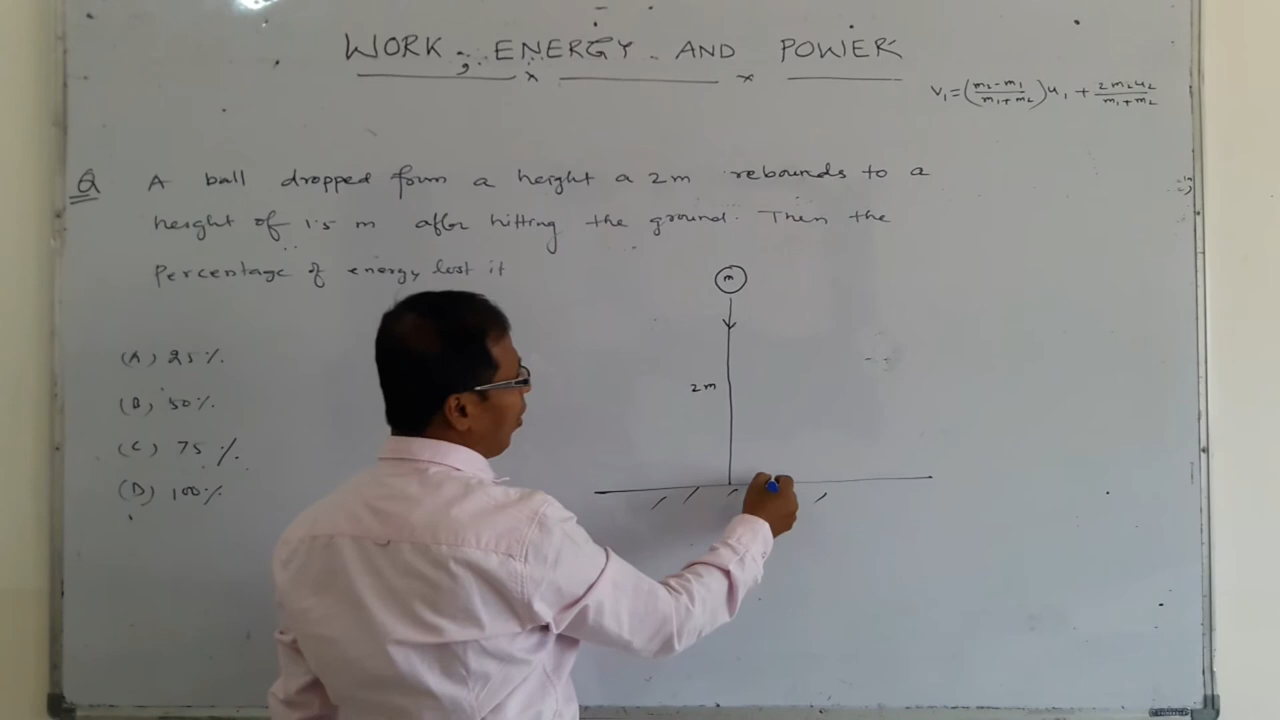 WORK, ENERGY AND POWER
V₁=((m₂-m₁)/(m₁+m₂))u₁ + (2m₂u₂)/(m₁+m₂)
Q A ball dropped form a height a 2m rebounds to a
height of 1.5 m after hitting the ground. Then the
Percentage of energy lost it
m
(A) 25%.
2m
(B) 50%.
(C) 75%.
(D) 100%